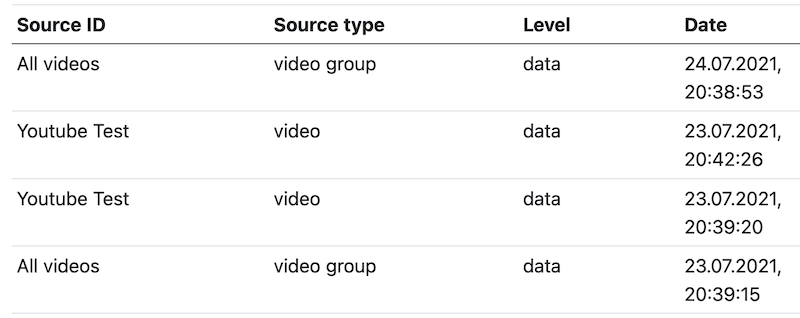 Source ID Source type Level Date
All videos video group data 24.07.2021,
20:38:53
Youtube Test video data 23.07.2021,
20:42:26
Youtube Test video data 23.07.2021,
20:39:20
All videos video group data 23.07.2021,
20:39:15